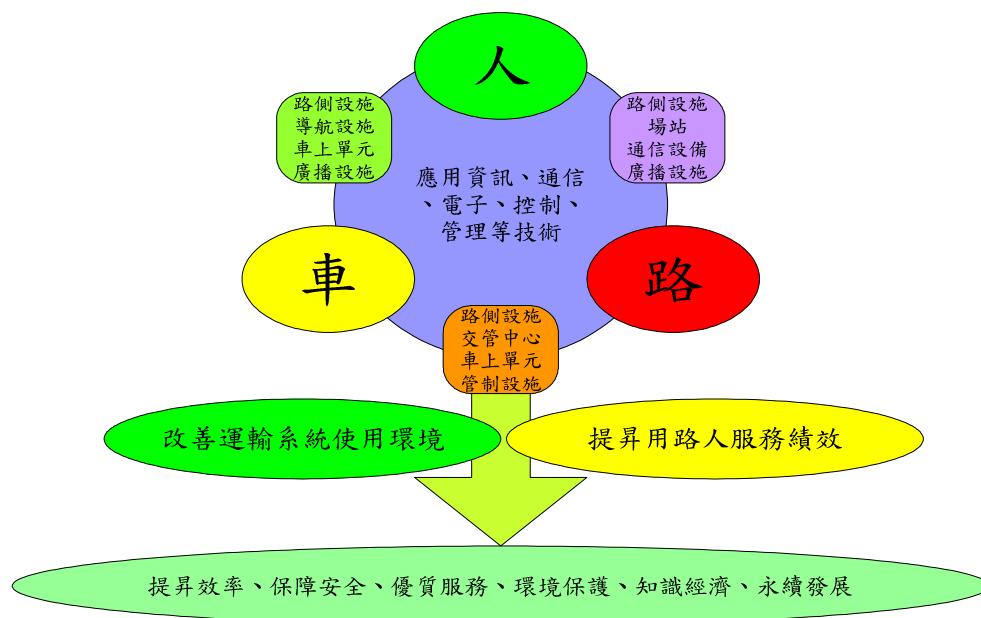 人
路側設施
導航設施
車上單元
廣播設施
路側設施
場站
通信設備
廣播設施
應用資訊、通信
、電子、控制、
管理等技術
車
路
路側設施
交管中心
車上單元
管制設施
改善運輸系統使用環境
提昇用路人服務績效
提昇效率、保障安全、優質服務、環境保護、知識經濟、永續發展